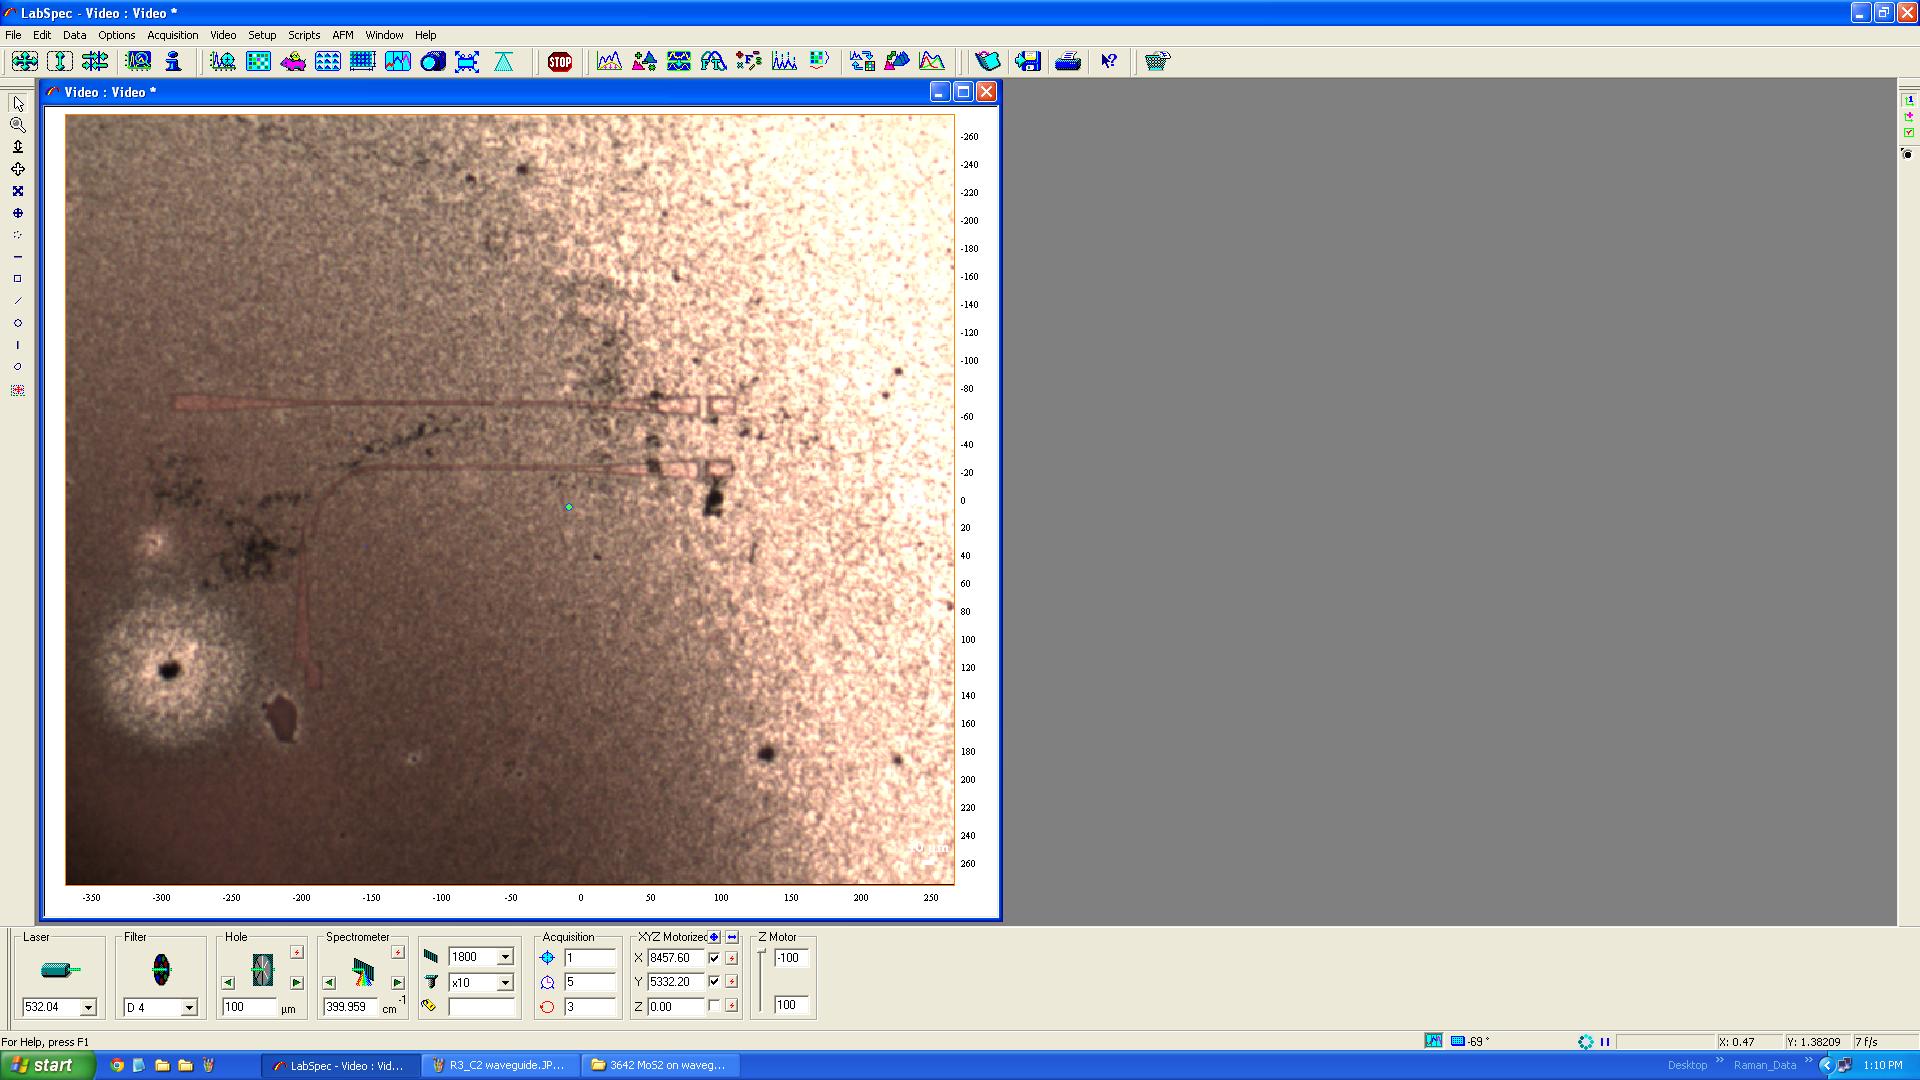 LabSpec - Video : Video *
File Edit Data Options Acquisition Video Setup Scripts AFM Window Help
STOP
Video : Video *
-260
-240
-220
-200
-180
-160
-140
-120
-100
-80
-60
-40
-20
0
20
40
60
80
100
120
140
160
180
200
220
240
260
-350 -300 -250 -200 -150 -100 -50 0 50 100 150 200 250
Laser Filter Hole Spectrometer Acquisition XYZ Motorized Z Motor
1800 1 X 8457.60 -100
x10 5 Y 5332.20
532.04 D 4 100 µm 399.959 cm-1 3 Z 0.00 100
For Help, press F1 -69 ° X: 0.47 Y: 1.38209 7 f/s
start LabSpec - Video : Vid... R3_C2 waveguide.JP... 3642 MoS2 on waveg... Desktop » Raman_Data » 1:10 PM